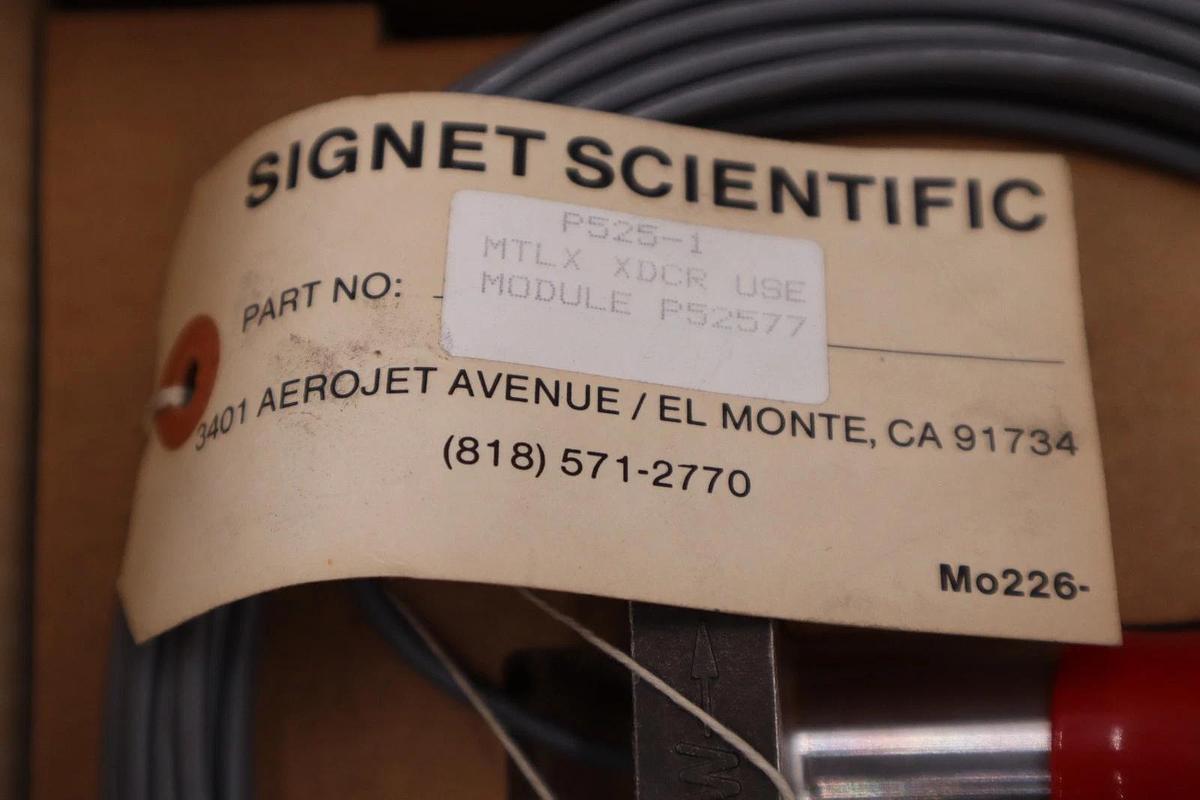 SIGNET SCIENTIFIC
P525-1
MTLX XDCR USE
MODULE P52577
PART NO:
3401 AEROJET AVENUE / EL MONTE, CA 91734
(818) 571-2770
Mo226-